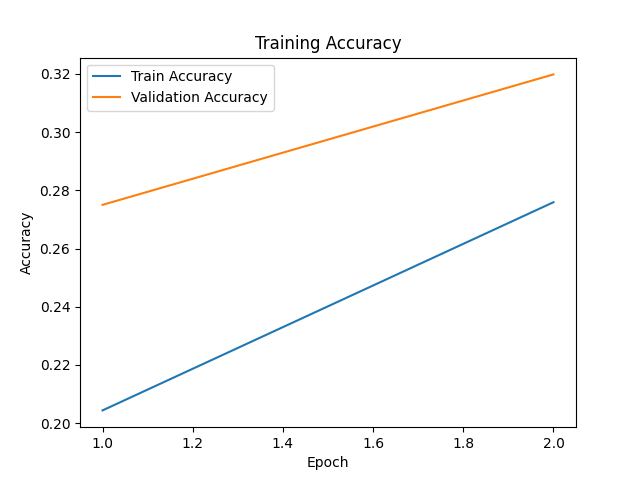 Training Accuracy
Train Accuracy
Validation Accuracy
0.32
0.30
0.28
0.26
0.24
0.22
0.20
Accuracy
1.0 1.2 1.4 1.6 1.8 2.0
Epoch